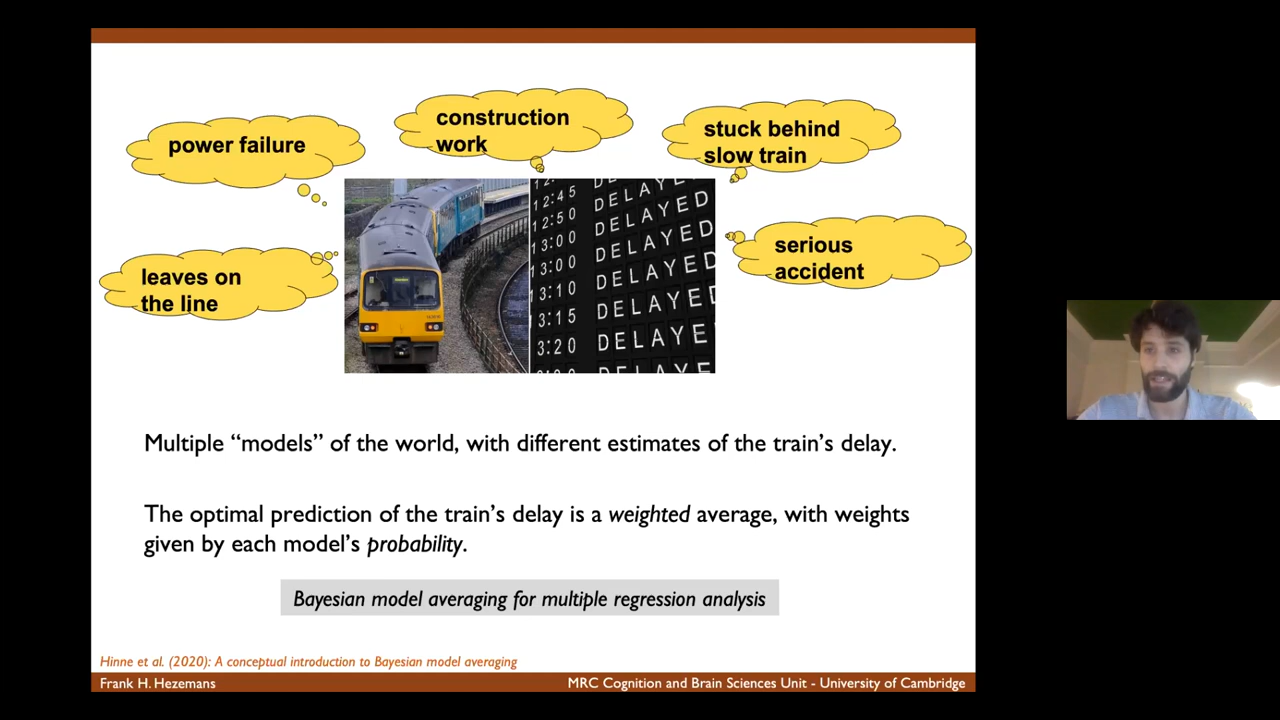 construction
work
power failure
stuck behind
slow train
leaves on
the line
serious
accident
12:45 DELAYED
12:50 DELAYED
13:00 DELAYED
13:00 DELAYED
13:10 DELAYED
13:15 DELAYE
3:20 DELAYE
Multiple “models” of the world, with different estimates of the train’s delay.
The optimal prediction of the train’s delay is a weighted average, with weights
given by each model’s probability.
Bayesian model averaging for multiple regression analysis
Hinne et al. (2020): A conceptual introduction to Bayesian model averaging
Frank H. Hezemans
MRC Cognition and Brain Sciences Unit - University of Cambridge